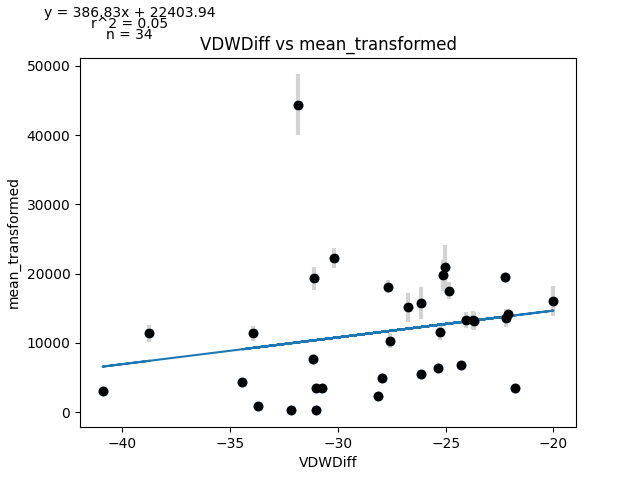 y = 386.83x + 22403.94
r^2 = 0.05
n = 34
VDWDiff vs mean_transformed
50000
40000
30000
20000
10000
0
mean_transformed
−40
−35
−30
−25
−20
VDWDiff